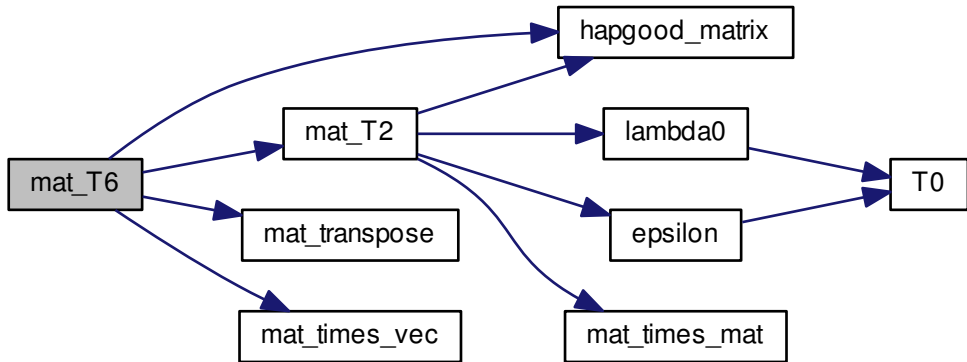 hapgood_matrix
mat_T2
lambda0
mat_T6
T0
mat_transpose
epsilon
mat_times_vec
mat_times_mat